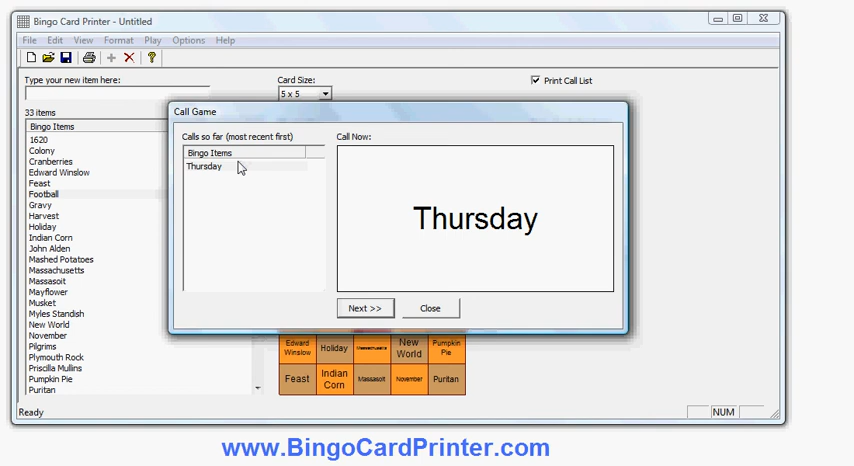 Bingo Card Printer - Untitled
File Edit View Format Play Options Help
Type your new item here:
Card Size:
5 x 5
Print Call List
33 items
Bingo Items
1620
Colony
Cranberries
Edward Winslow
Feast
Football
Gravy
Harvest
Holiday
Indian Corn
John Alden
Mashed Potatoes
Massachusetts
Massasoit
Mayflower
Musket
Myles Standish
New World
November
Pilgrims
Plymouth Rock
Priscilla Mullins
Pumpkin Pie
Puritan
Call Game
Calls so far (most recent first)
Bingo Items
Thursday
Call Now:
Thursday
Next >>
Close
Edward Winslow
Holiday
Massachusetts
New World
Pumpkin Pie
Feast
Indian Corn
Massasoit
November
Puritan
Ready
NUM
www.BingoCardPrinter.com